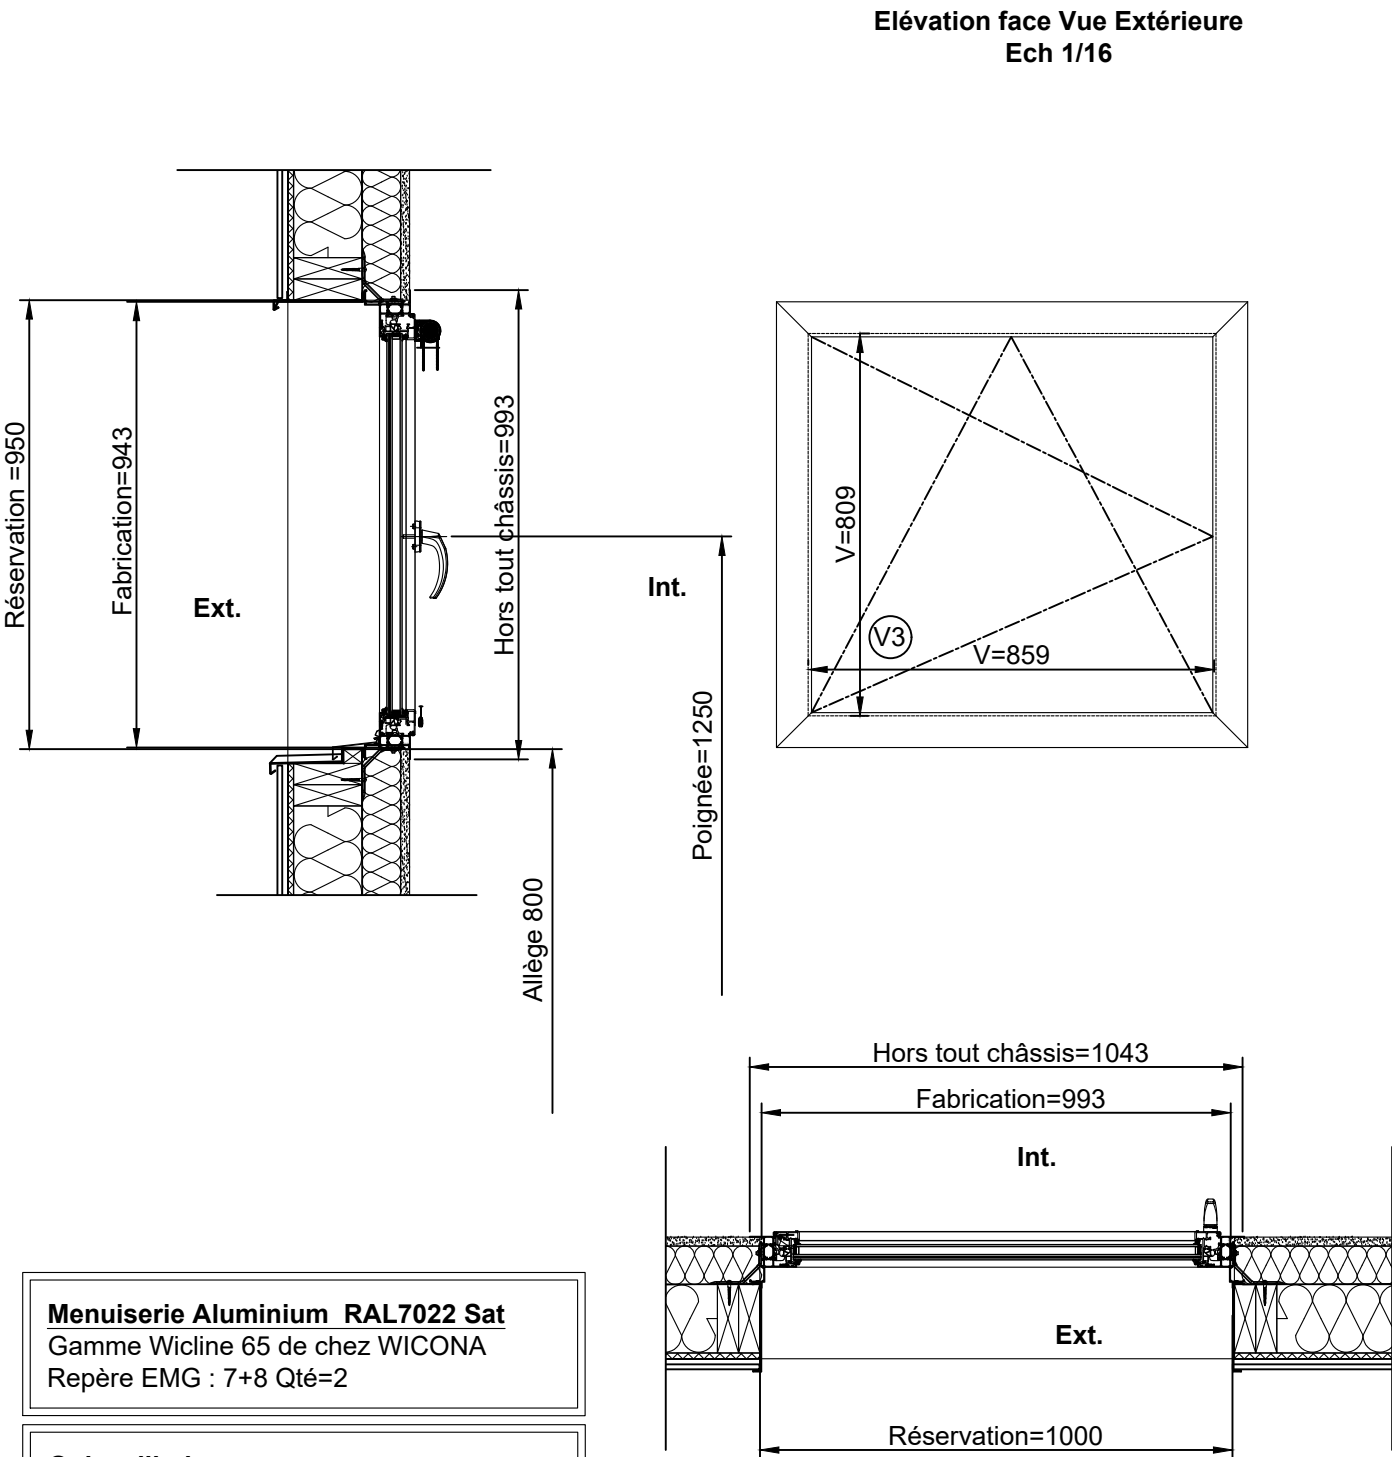 Elévation face Vue Extérieure
Ech 1/16
Réservation =950
Fabrication=943
Ext.
Hors tout châssis=993
Int.
Poignée=1250
Allège 800
V=809
V3
V=859
Hors tout châssis=1043
Fabrication=993
Int.
Ext.
Réservation=1000
Menuiserie Aluminium RAL7022 Sat
Gamme Wicline 65 de chez WICONA
Repère EMG : 7+8 Qté=2